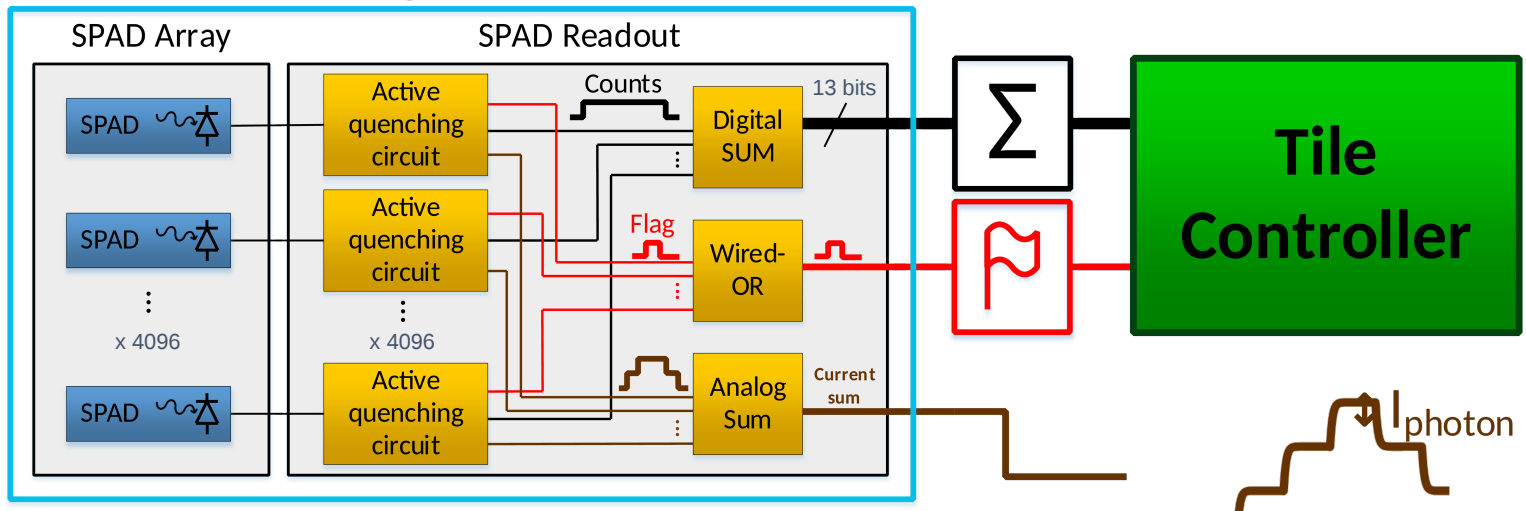 SPAD Array
SPAD Readout
SPAD
SPAD
⋮
x 4096
SPAD
Active
quenching
circuit
Active
quenching
circuit
⋮
x 4096
Active
quenching
circuit
Counts
Flag
⋮
⋮
⋮
Digital
SUM
Wired-
OR
Analog
Sum
13 bits
Current
sum
Σ
Tile
Controller
Iphoton